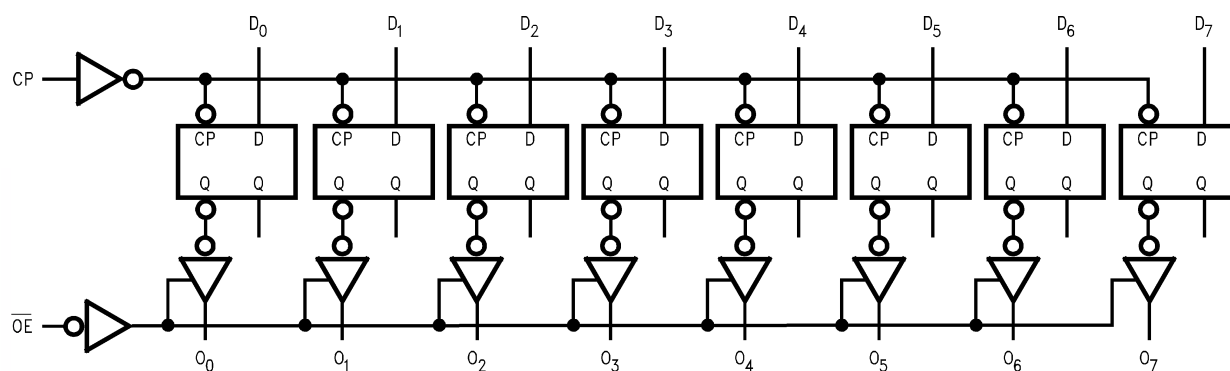 D0 D1 D2 D3 D4 D5 D6 D7
CP
CP D CP D CP D CP D CP D CP D CP D CP D
Q Q Q Q Q Q Q Q Q Q Q Q Q Q Q Q
O̅E̅
O0 O1 O2 O3 O4 O5 O6 O7